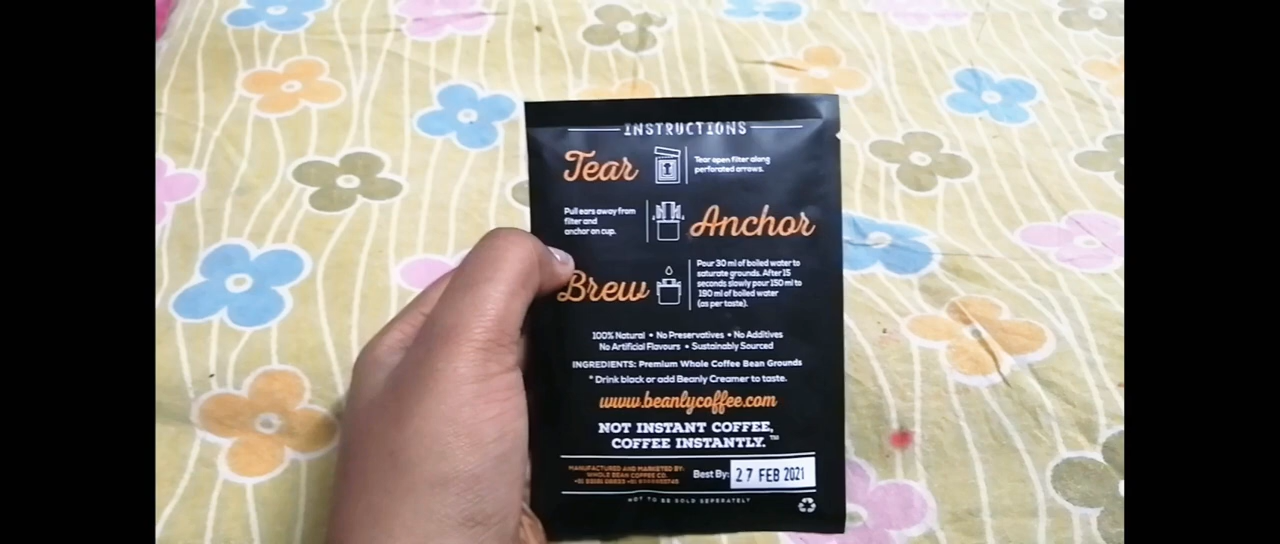 INSTRUCTIONS
Tear
Tear open filter along
perforated arrows.
Pull ears away from
filter and
anchor on cup.
Anchor
Brew
Pour 30 ml of boiled water to
saturate grounds. After 15
seconds slowly pour 150 ml to
190 ml of boiled water
(as per taste).
100% Natural • No Preservatives • No Additives
No Artificial Flavours • Sustainably Sourced
INGREDIENTS: Premium Whole Coffee Bean Grounds
* Drink black or add Beanly Creamer to taste.
www.beanlycoffee.com
NOT INSTANT COFFEE,
COFFEE INSTANTLY.™
MANUFACTURED AND MARKETED BY:
WHOLE BEAN COFFEE CO.
Best By: 27 FEB 2021
NOT TO BE SOLD SEPERATELY